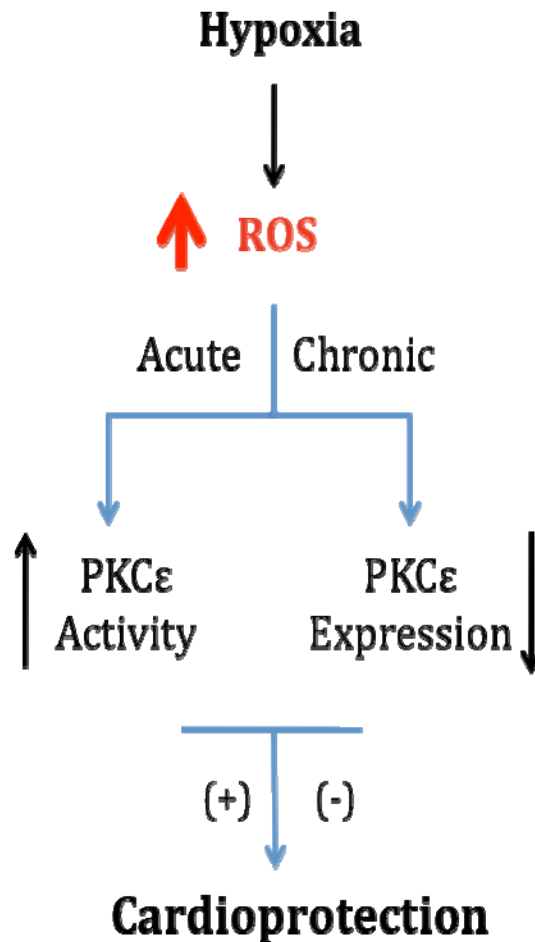 Hypoxia
ROS
Acute Chronic
PKCε PKCε
Activity Expression
(+) (-)
Cardioprotection